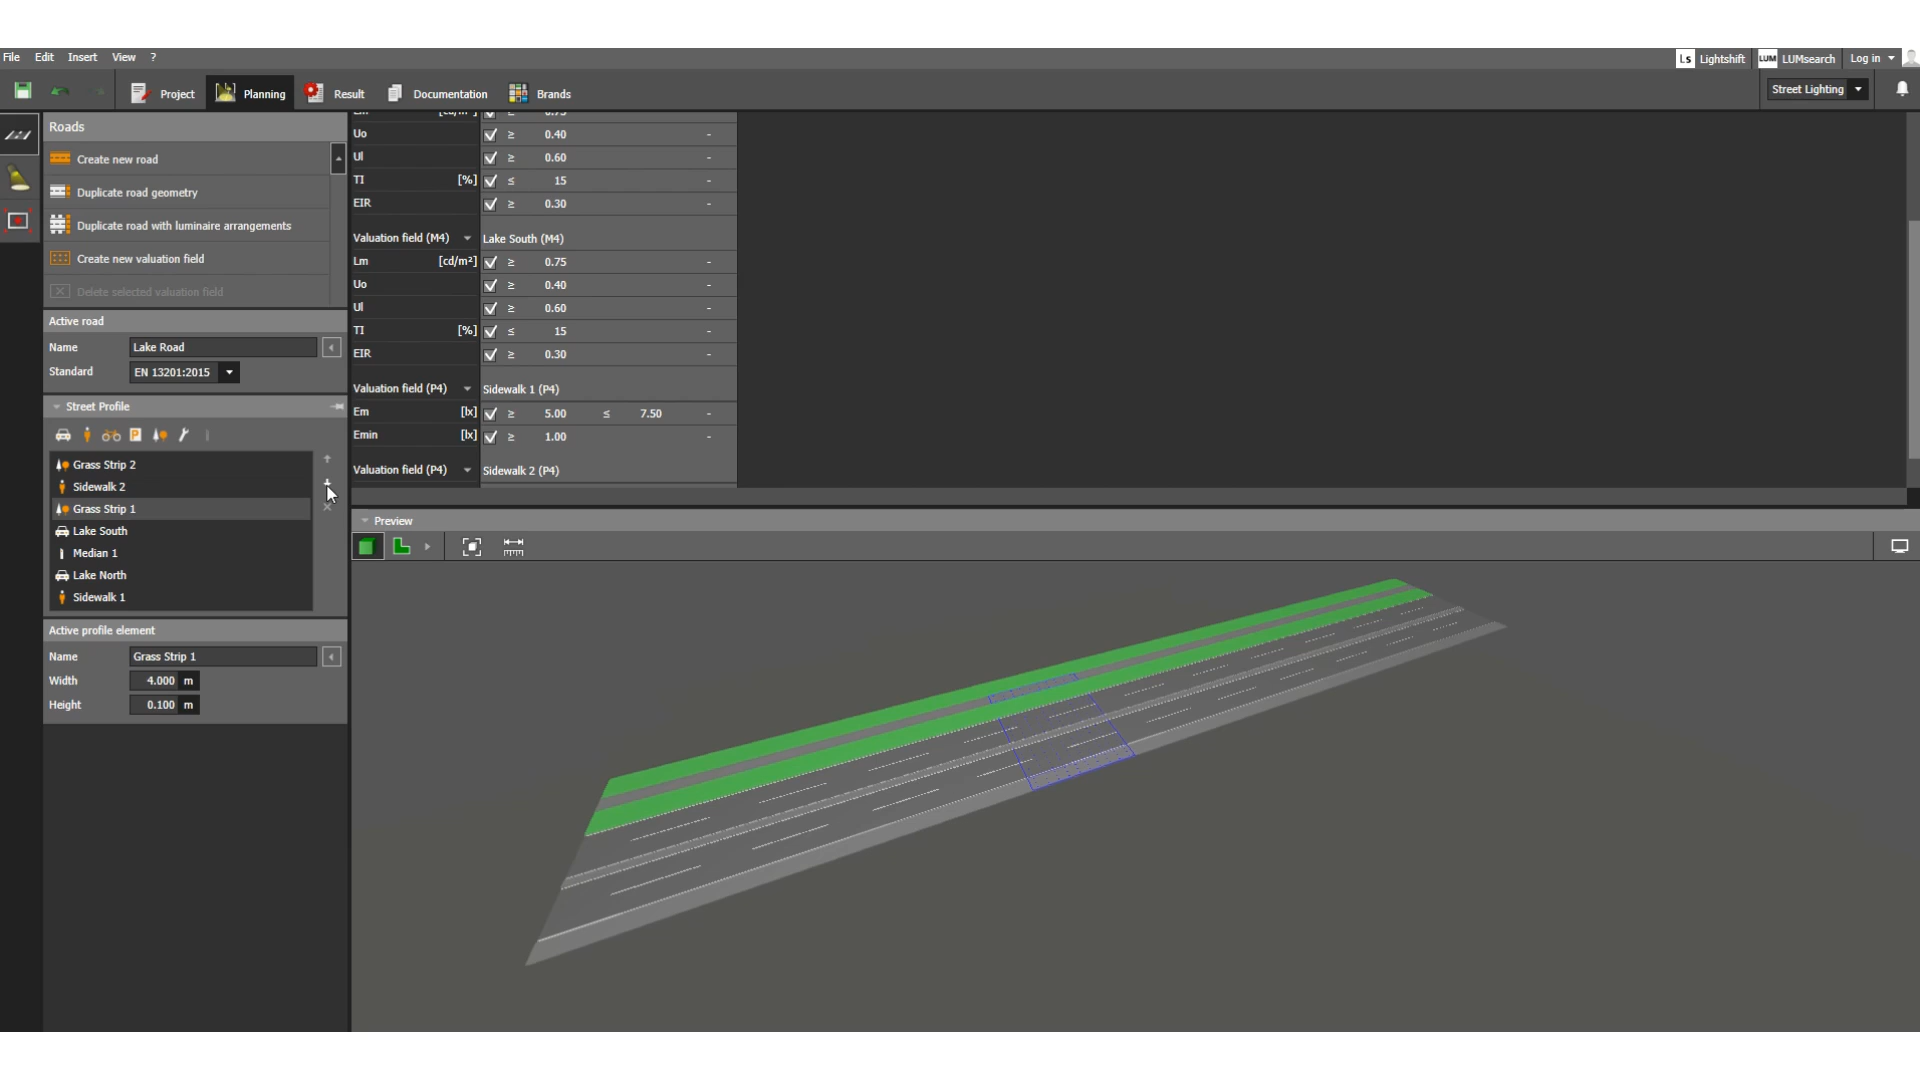 File Edit Insert View ?
Ls Lightshift LUM LUMsearch Log in
Project Planning Result Documentation Brands
Street Lighting
Roads
Create new road
Duplicate road geometry
Duplicate road with luminaire arrangements
Create new valuation field
Delete selected valuation field
Active road
Name Lake Road
Standard EN 13201:2015
Street Profile
Grass Strip 2
Sidewalk 2
Grass Strip 1
Lake South
Median 1
Lake North
Sidewalk 1
Active profile element
Name Grass Strip 1
Width 4.000 m
Height 0.100 m
Uo ≥ 0.40 -
Ul ≥ 0.60 -
TI [%] ≤ 15 -
EIR ≥ 0.30 -
Valuation field (M4) Lake South (M4)
Lm [cd/m²] ≥ 0.75 -
Uo ≥ 0.40 -
Ul ≥ 0.60 -
TI [%] ≤ 15 -
EIR ≥ 0.30 -
Valuation field (P4) Sidewalk 1 (P4)
Em [lx] ≥ 5.00 ≤ 7.50 -
Emin [lx] ≥ 1.00 -
Valuation field (P4) Sidewalk 2 (P4)
Preview